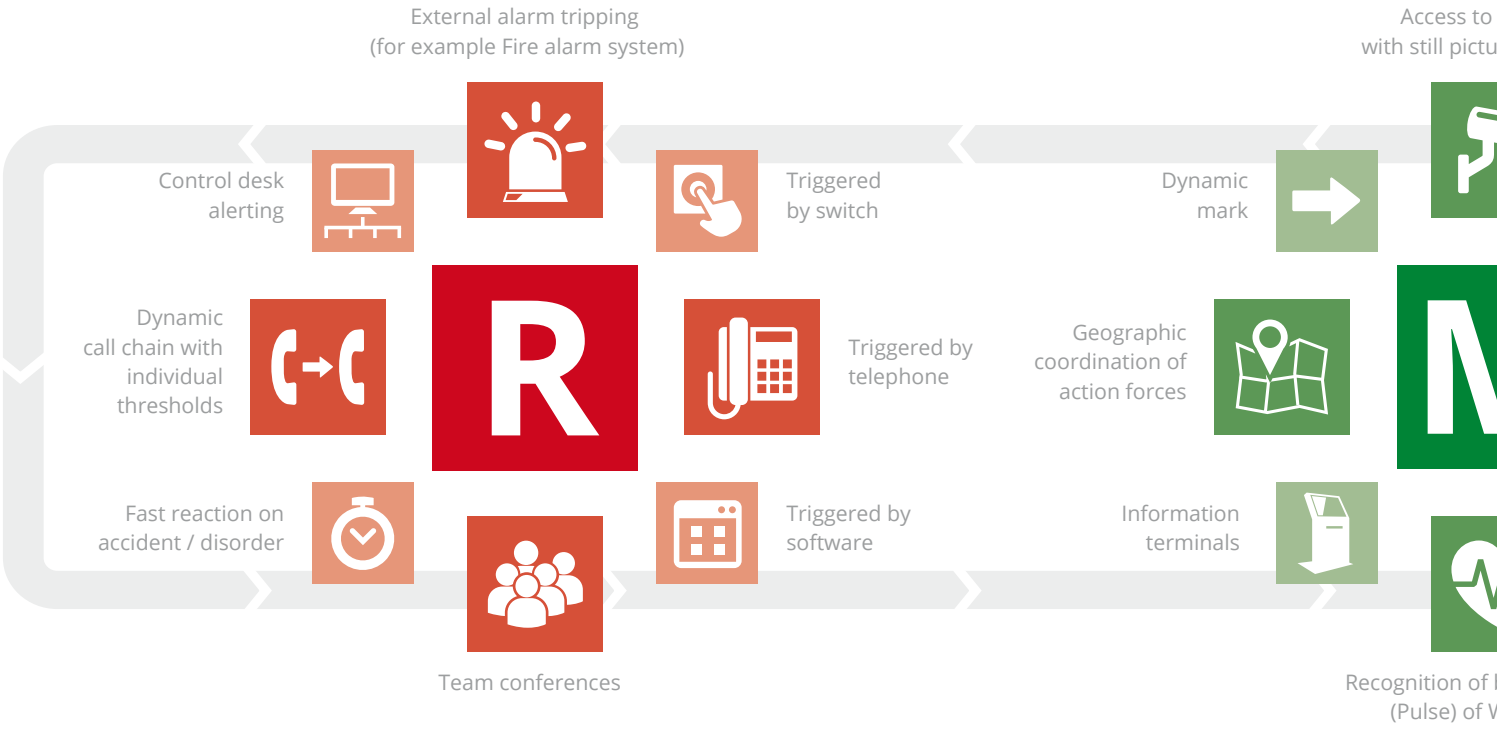 External alarm tripping
(for example Fire alarm system)
Access to
with still
Control desk
alerting
Triggered
by switch
Dynamic
mark
Dynamic
call chain with
individual
thresholds
R
Triggered by
telephone
Geographic
coordination of
action forces
M
Fast reaction on
accident / disorder
Triggered by
software
Information
terminals
Team conferences
Recognition of
(Pulse) of